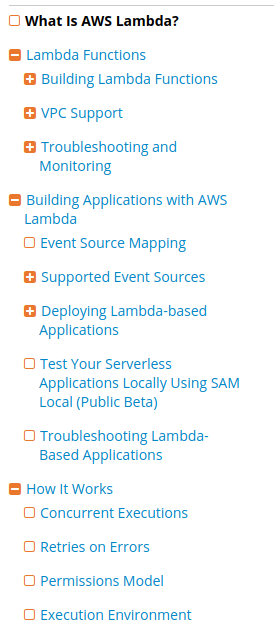 What Is AWS Lambda?
Lambda Functions
Building Lambda Functions
VPC Support
Troubleshooting and
Monitoring
Building Applications with AWS
Lambda
Event Source Mapping
Supported Event Sources
Deploying Lambda-based
Applications
Test Your Serverless
Applications Locally Using SAM
Local (Public Beta)
Troubleshooting Lambda-
Based Applications
How It Works
Concurrent Executions
Retries on Errors
Permissions Model
Execution Environment